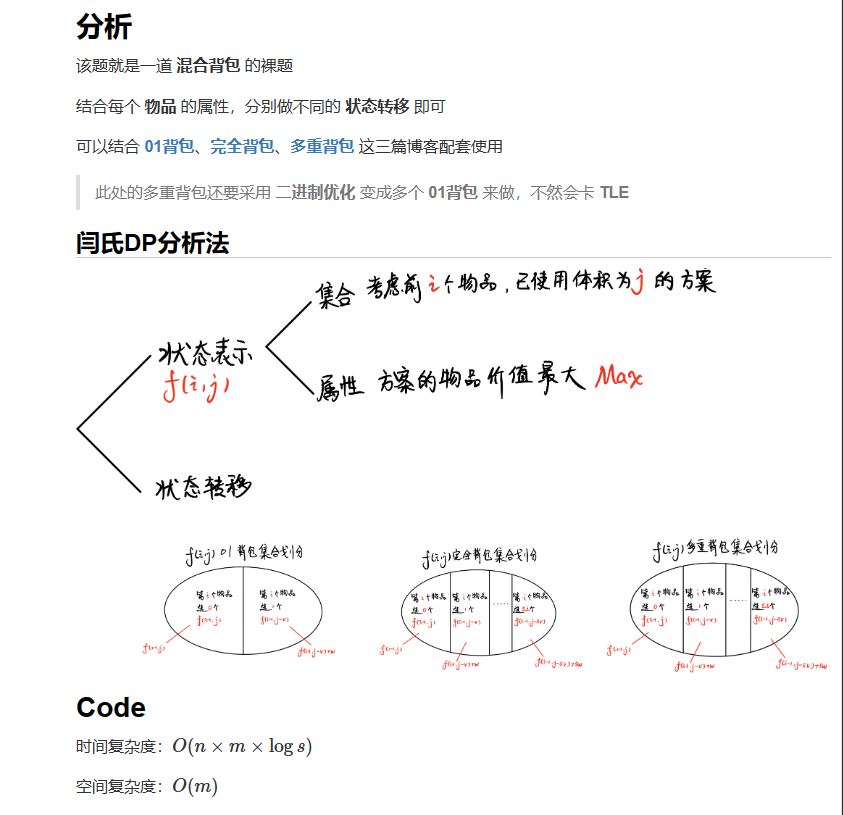 分析
该题就是一道 混合背包 的裸题
结合每个 物品 的属性，分别做不同的 状态转移 即可
可以结合 01背包、完全背包、多重背包 这三篇博客配套使用
此处的多重背包还要采用 二进制优化 变成多个 01背包 来做，不然会卡 TLE
闫氏DP分析法
集合 考虑前i个物品，已使用体积为j的方案
状态表示
f(i,j)
属性 方案的物品价值最大 Max
状态转移
f(i,j) 01背包集合划分
第i个物品 第i个物品
选0个 选1个
f(i-1,j) f(i-1,j-v)
f(i-1,j) f(i-1,j-v)+w
f(i,j)完全背包集合划分
第i个物品 第i个物品 …… 第i个物品
选0个 选1个
f(i-1,j) f(i-1,j-v) f(i-1,j-sv)
f(i-1,j) f(i-1,j-v)+w f(i-1,j-sv)+sw
f(i,j)多重背包集合划分
第i个物品 第i个物品 …… 第i个物品
选0个 选1个
f(i-1,j) f(i-1,j-v) f(i-1,j-sv)
f(i-1,j) f(i-1,j-v)+w f(i-1,j-sv)+sw
Code
时间复杂度：O(n × m × log s)
空间复杂度：O(m)